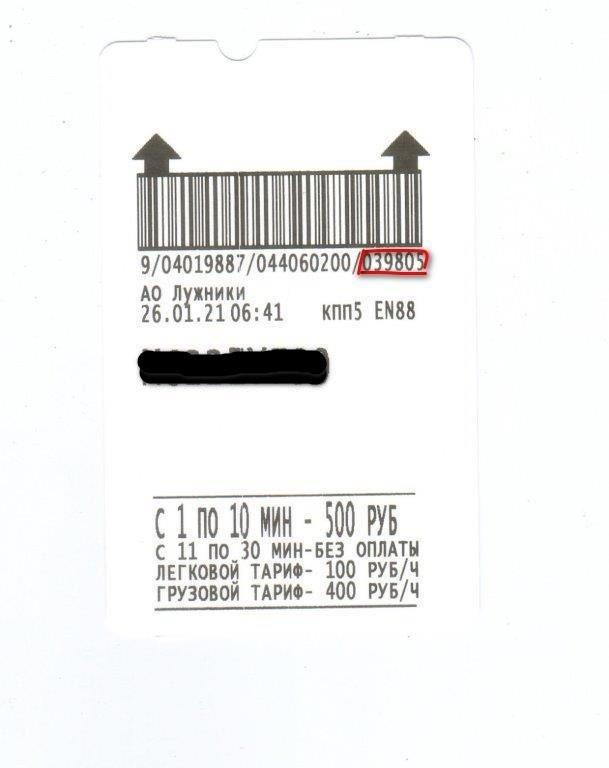 9/04019887/044060200/039805
АО Лужники
26.01.21 06:41 кпп5 EN88
С 1 ПО 10 МИН - 500 РУБ
С 11 ПО 30 МИН-БЕЗ ОПЛАТЫ
ЛЕГКОВОЙ ТАРИФ- 100 РУБ/Ч
ГРУЗОВОЙ ТАРИФ- 400 РУБ/Ч